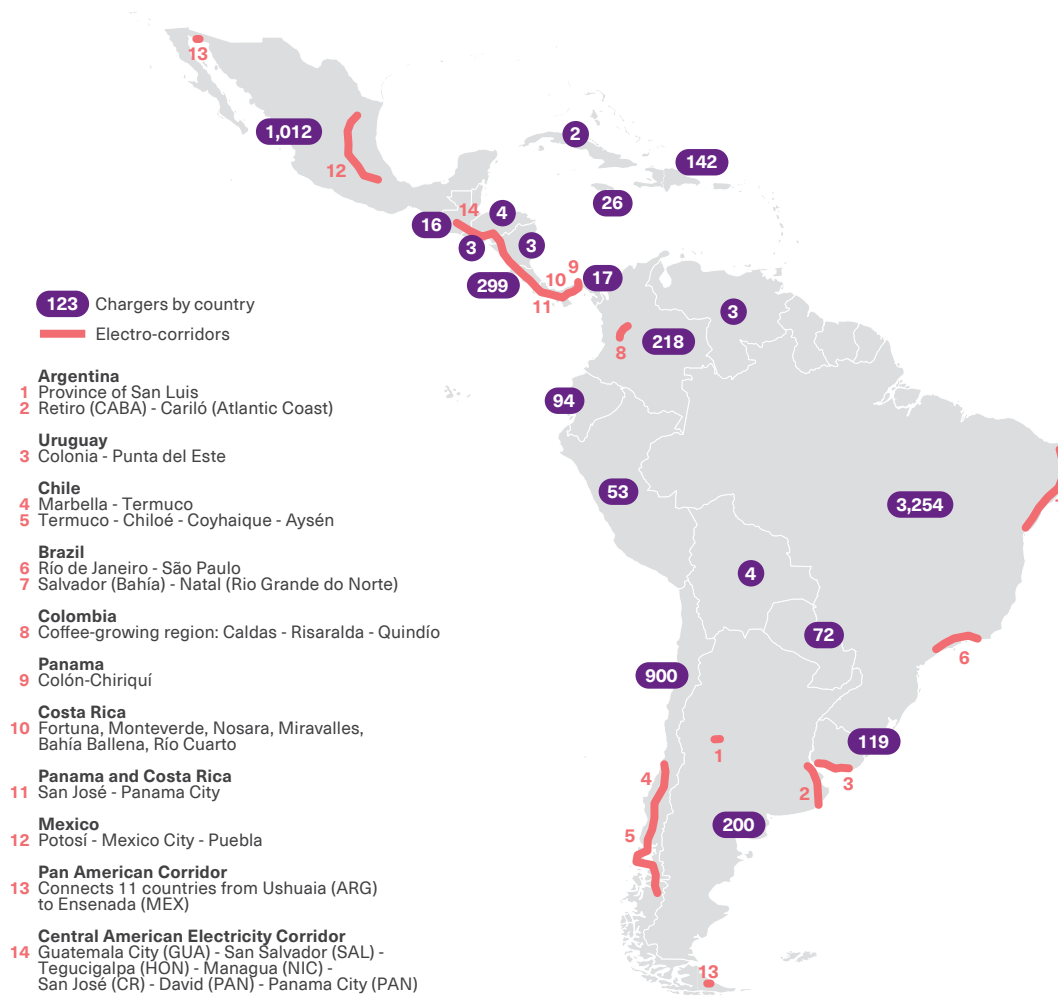 13
1,012
2
142
12
26
14
4
16
3
3
9
299
10
17
11
123 Chargers by country
3
Electro-corridors
218
8
Argentina
1 Province of San Luis
94
2 Retiro (CABA) - Cariló (Atlantic Coast)
Uruguay
3 Colonia - Punta del Este
Chile
53
4 Marbella - Termuco
3,254
5 Termuco - Chiloé - Coyhaique - Aysén
Brazil
6 Río de Janeiro - São Paulo
4
7 Salvador (Bahía) - Natal (Rio Grande do Norte)
Colombia
8 Coffee-growing region: Caldas - Risaralda - Quindío
72
6
Panama
900
9 Colón-Chiriquí
Costa Rica
10 Fortuna, Monteverde, Nosara, Miravalles,
Bahía Ballena, Río Cuarto
119
1
Panama and Costa Rica
4
3
11 San José - Panama City
2
Mexico
200
12 Potosí - Mexico City - Puebla
5
Pan American Corridor
13 Connects 11 countries from Ushuaia (ARG)
to Ensenada (MEX)
Central American Electricity Corridor
14 Guatemala City (GUA) - San Salvador (SAL) -
Tegucigalpa (HON) - Managua (NIC) -
13
San José (CR) - David (PAN) - Panama City (PAN)